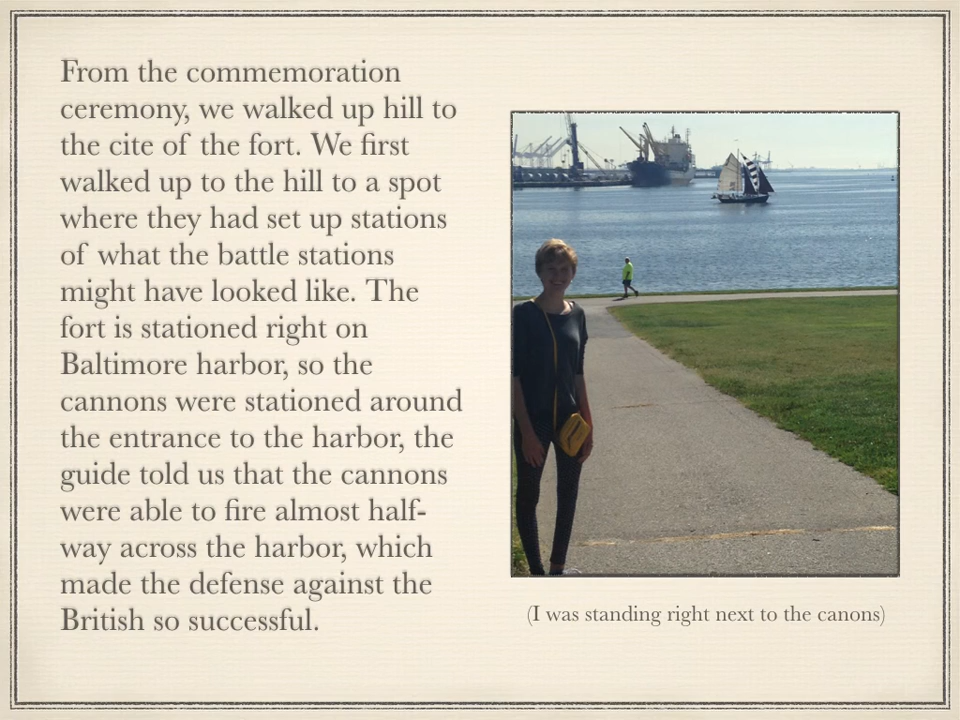 From the commemoration
ceremony, we walked up hill to
the cite of the fort. We first
walked up to the hill to a spot
where they had set up stations
of what the battle stations
might have looked like. The
fort is stationed right on
Baltimore harbor, so the
cannons were stationed around
the entrance to the harbor, the
guide told us that the cannons
were able to fire almost half-
way across the harbor, which
made the defense against the
British so successful.
(I was standing right next to the canons)